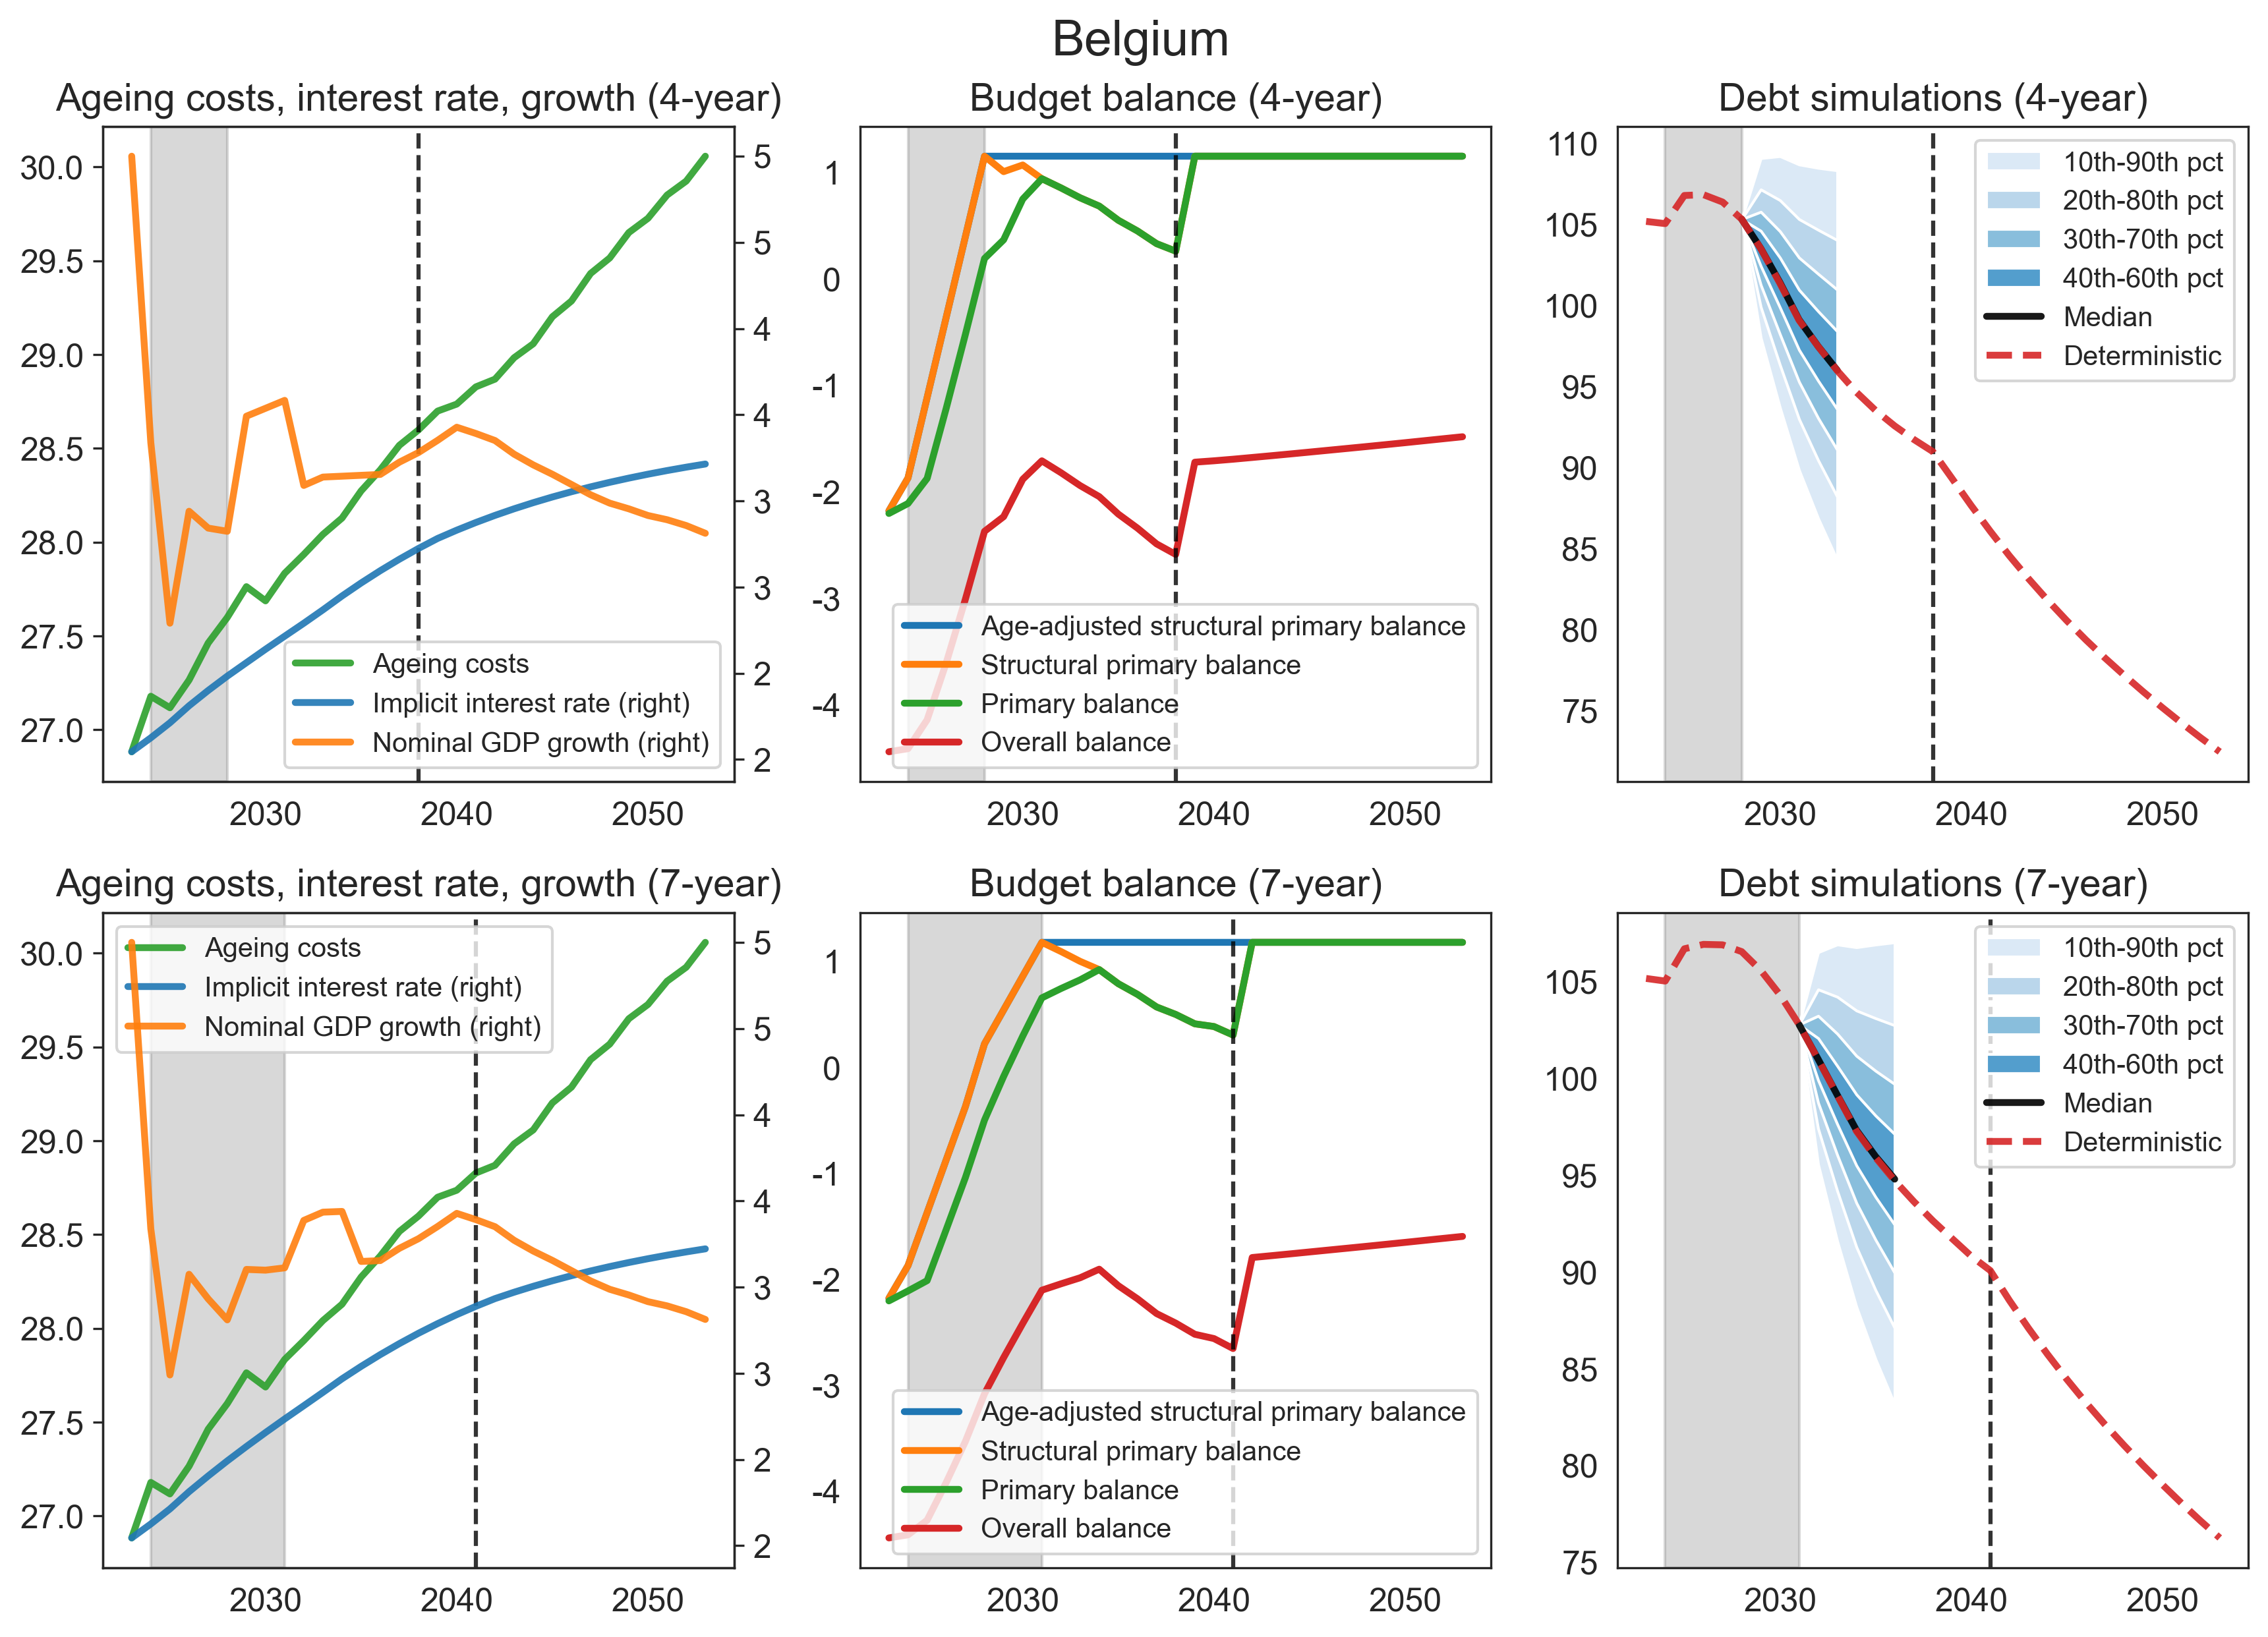 Belgium
Ageing costs, interest rate, growth (4-year)
30.0
29.5
29.0
28.5
28.0
27.5
27.0
5
5
4
4
3
3
2
2
2030
2040
2050
Ageing costs
Implicit interest rate (right)
Nominal GDP growth (right)
Budget balance (4-year)
1
0
-1
-2
-3
-4
2030
2040
2050
Age-adjusted structural primary balance
Structural primary balance
Primary balance
Overall balance
Debt simulations (4-year)
110
105
100
95
90
85
80
75
2030
2040
2050
10th-90th pct
20th-80th pct
30th-70th pct
40th-60th pct
Median
Deterministic
Ageing costs, interest rate, growth (7-year)
30.0
29.5
29.0
28.5
28.0
27.5
27.0
5
5
4
4
3
3
2
2
2030
2040
2050
Ageing costs
Implicit interest rate (right)
Nominal GDP growth (right)
Budget balance (7-year)
1
0
-1
-2
-3
-4
2030
2040
2050
Age-adjusted structural primary balance
Structural primary balance
Primary balance
Overall balance
Debt simulations (7-year)
105
100
95
90
85
80
75
2030
2040
2050
10th-90th pct
20th-80th pct
30th-70th pct
40th-60th pct
Median
Deterministic